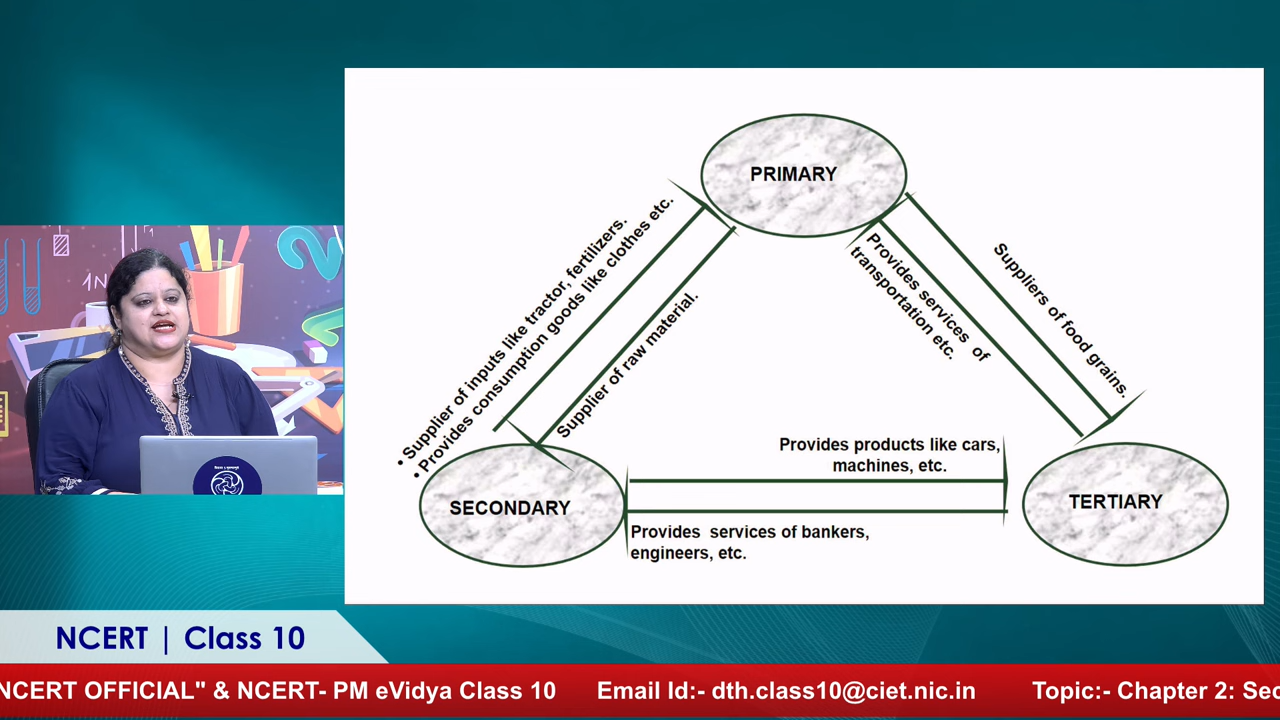 PRIMARY
• Supplier of inputs like tractor, fertilizers.
• Provides consumption goods like clothes etc.
Supplier of raw material.
Provides services of
transportation etc.
Suppliers of food grains.
Provides products like cars,
machines, etc.
SECONDARY
TERTIARY
Provides services of bankers,
engineers, etc.
NCERT | Class 10
NCERT OFFICIAL" & NCERT- PM eVidya Class 10 Email Id:- dth.class10@ciet.nic.in Topic:- Chapter 2: Sec